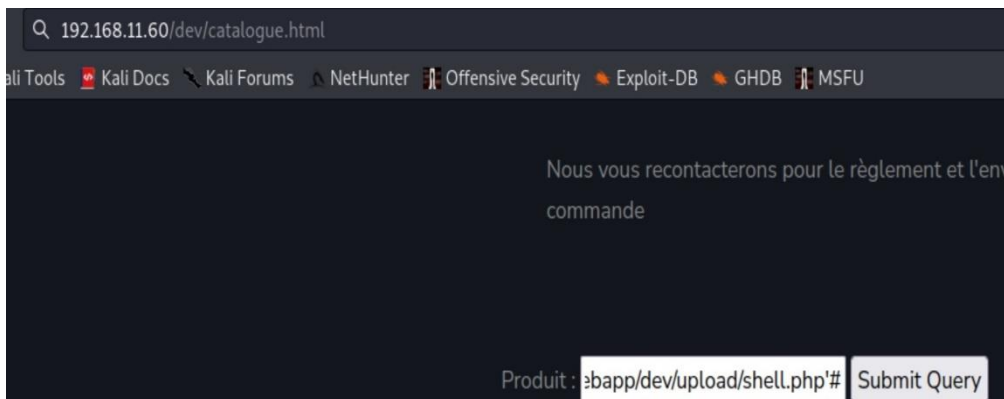 192.168.11.60/dev/catalogue.html
ali Tools Kali Docs Kali Forums NetHunter Offensive Security Exploit-DB GHDB MSFU
Nous vous recontacterons pour le règlement et l'env
commande
Produit : ebapp/dev/upload/shell.php'# Submit Query